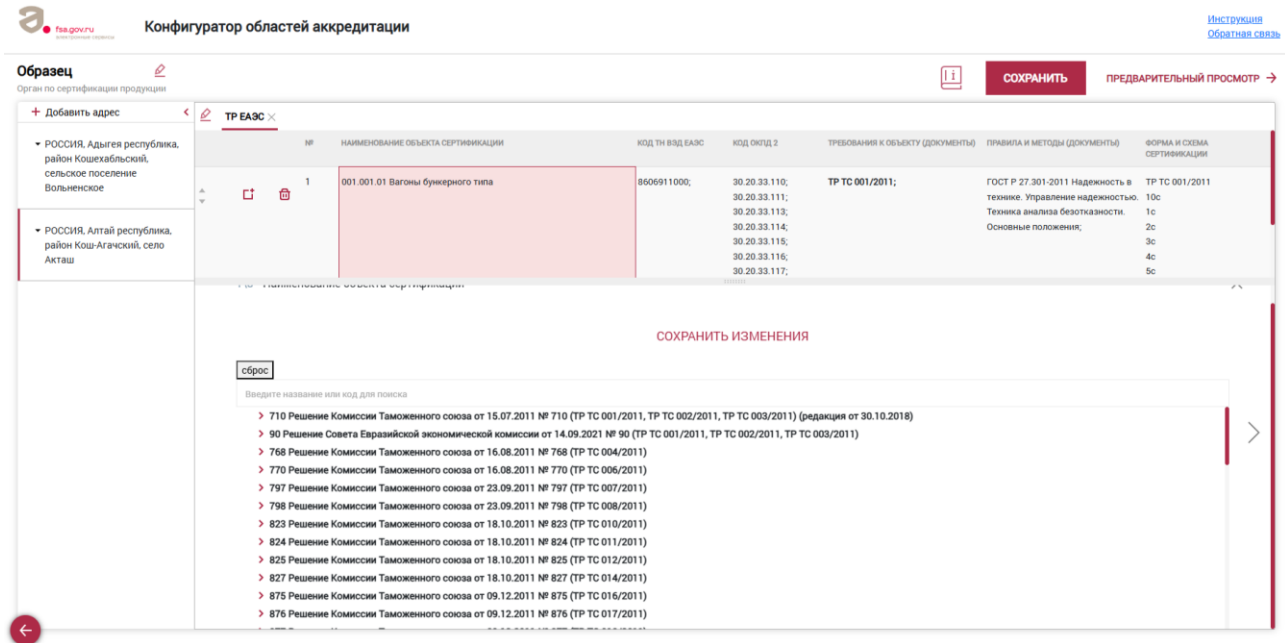 fsa.gov.ru
электронные сервисы
Конфигуратор областей аккредитации
Инструкция
Обратная связь
Образец
Орган по сертификации продукции
СОХРАНИТЬ
ПРЕДВАРИТЕЛЬНЫЙ ПРОСМОТР
+ Добавить адрес
ТР ЕАЭС
РОССИЯ, Адыгея республика,
район Кошехабльский,
сельское поселение
Вольненское
РОССИЯ, Алтай республика,
район Кош-Агачский, село
Акташ
№ НАИМЕНОВАНИЕ ОБЪЕКТА СЕРТИФИКАЦИИ КОД ТН ВЭД ЕАЭС КОД ОКПД 2 ТРЕБОВАНИЯ К ОБЪЕКТУ (ДОКУМЕНТЫ) ПРАВИЛА И МЕТОДЫ (ДОКУМЕНТЫ) ФОРМА И СХЕМА
СЕРТИФИКАЦИИ
1 001.001.01 Вагоны бункерного типа 8606911000; 30.20.33.110; ТР ТС 001/2011; ГОСТ Р 27.301-2011 Надежность в ТР ТС 001/2011
30.20.33.111; технике. Управление надежностью. 10с
30.20.33.113; Техника анализа безотказности. 1с
30.20.33.114; Основные положения; 2с
30.20.33.115; 3с
30.20.33.116; 4с
30.20.33.117; 5с
Наименование объекта сертификации
СОХРАНИТЬ ИЗМЕНЕНИЯ
сброс
Введите название или код для поиска
710 Решение Комиссии Таможенного союза от 15.07.2011 № 710 (ТР ТС 001/2011, ТР ТС 002/2011, ТР ТС 003/2011) (редакция от 30.10.2018)
90 Решение Совета Евразийской экономической комиссии от 14.09.2021 № 90 (ТР ТС 001/2011, ТР ТС 002/2011, ТР ТС 003/2011)
768 Решение Комиссии Таможенного союза от 16.08.2011 № 768 (ТР ТС 004/2011)
770 Решение Комиссии Таможенного союза от 16.08.2011 № 770 (ТР ТС 006/2011)
797 Решение Комиссии Таможенного союза от 23.09.2011 № 797 (ТР ТС 007/2011)
798 Решение Комиссии Таможенного союза от 23.09.2011 № 798 (ТР ТС 008/2011)
823 Решение Комиссии Таможенного союза от 18.10.2011 № 823 (ТР ТС 010/2011)
824 Решение Комиссии Таможенного союза от 18.10.2011 № 824 (ТР ТС 011/2011)
825 Решение Комиссии Таможенного союза от 18.10.2011 № 825 (ТР ТС 012/2011)
827 Решение Комиссии Таможенного союза от 18.10.2011 № 827 (ТР ТС 014/2011)
875 Решение Комиссии Таможенного союза от 09.12.2011 № 875 (ТР ТС 016/2011)
876 Решение Комиссии Таможенного союза от 09.12.2011 № 876 (ТР ТС 017/2011)